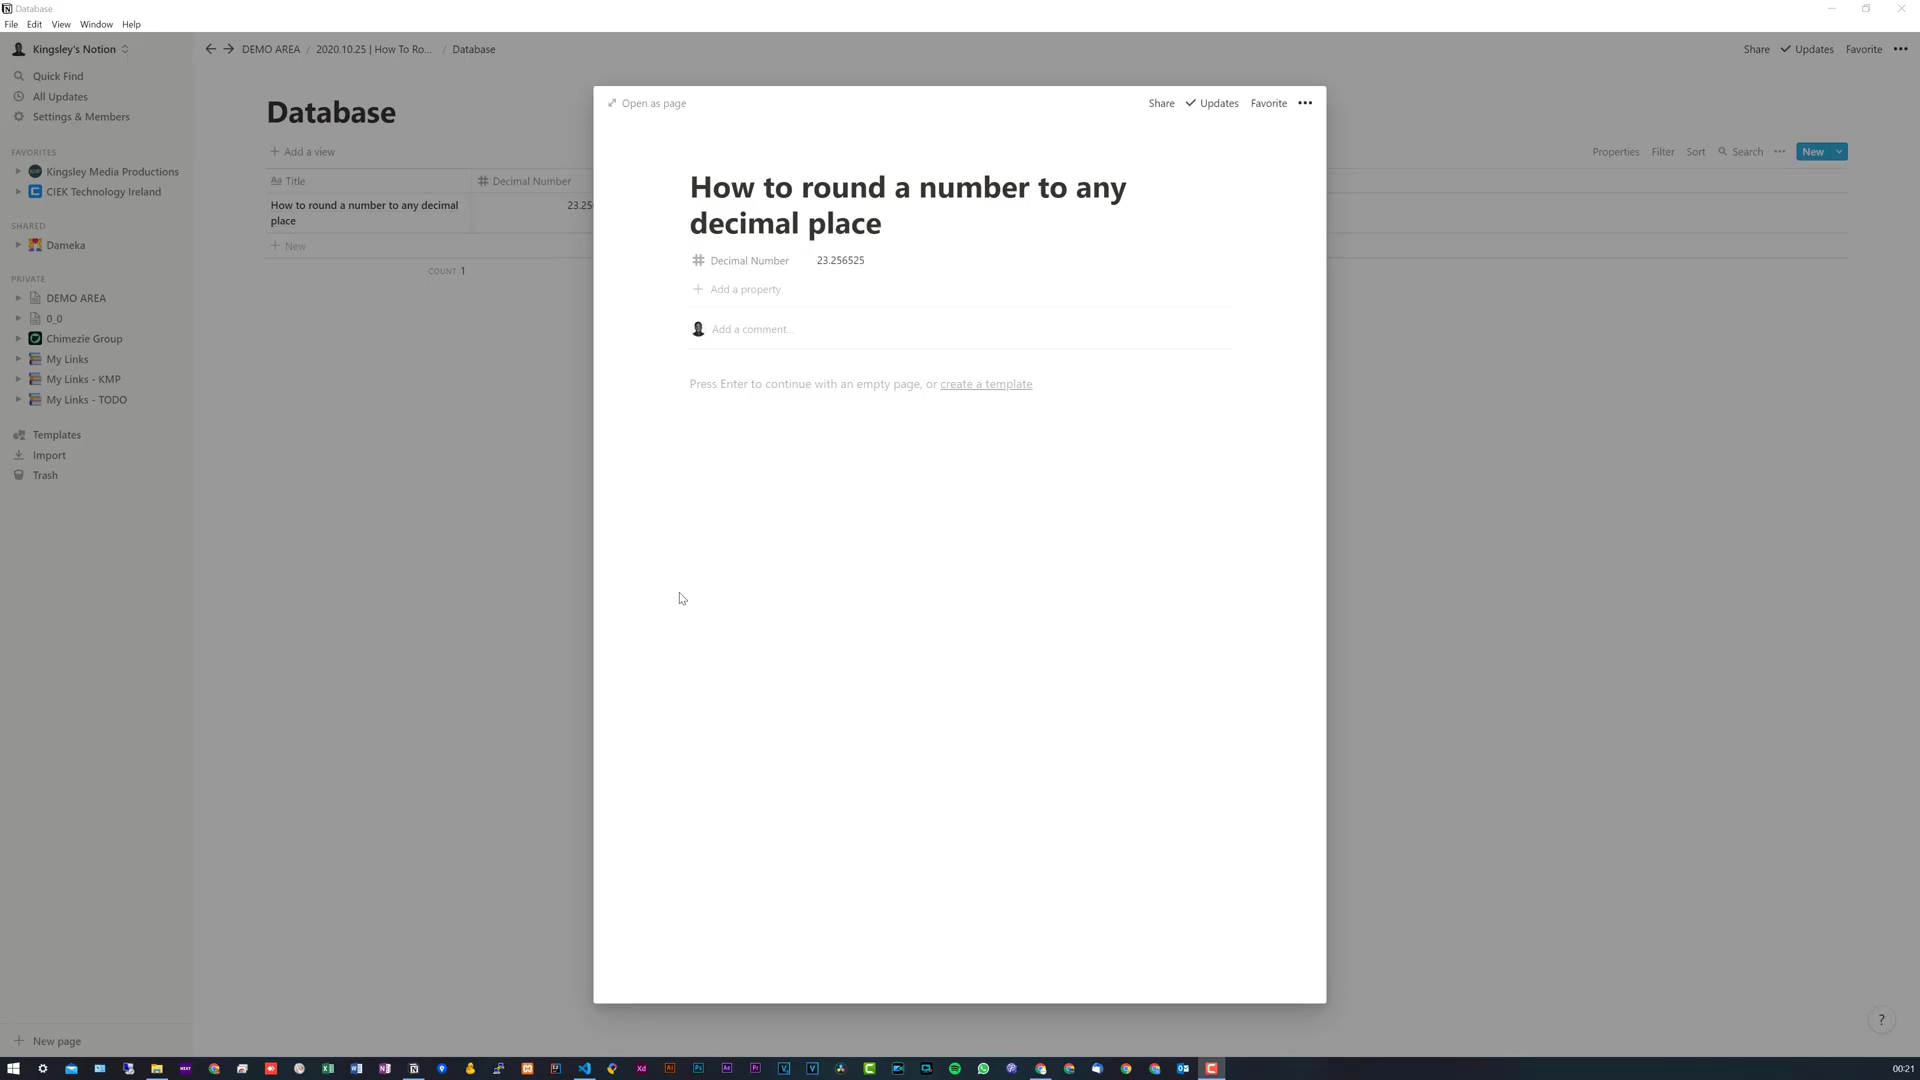 Database
File Edit View Window Help
Kingsley's Notion
DEMO AREA / 2020.10.25 | How To Ro... / Database
Share Updates Favorite •••
Quick Find
All Updates
Settings & Members
FAVORITES
Kingsley Media Productions
CIEK Technology Ireland
SHARED
Dameka
PRIVATE
DEMO AREA
0_0
Chimezie Group
My Links
My Links - KMP
My Links - TODO
Templates
Import
Trash
New page
Database
Add a view
Properties Filter Sort Search ••• New
Title Decimal Number
How to round a number to any decimal
place
23.25
New
COUNT 1
Open as page
Share Updates Favorite •••
How to round a number to any
decimal place
Decimal Number 23.256525
Add a property
Add a comment...
Press Enter to continue with an empty page, or create a template
?
00:21